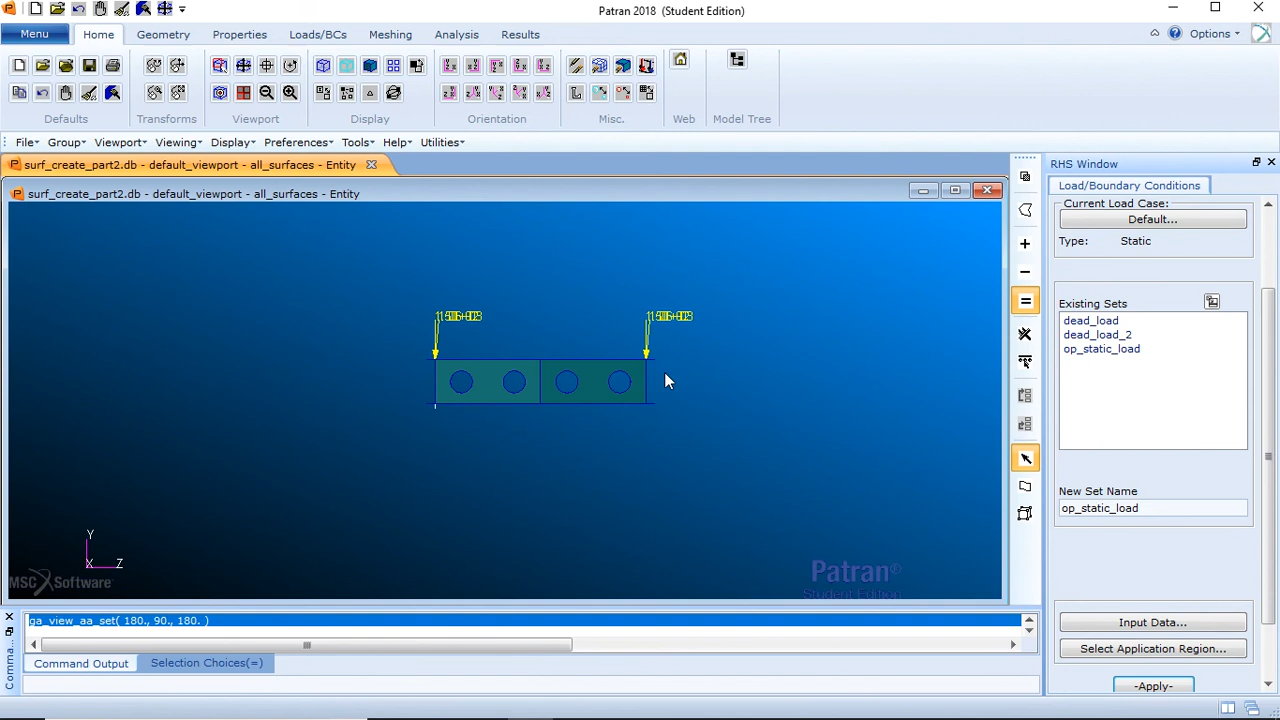 Patran 2018 (Student Edition)
Menu Home Geometry Properties Loads/BCs Meshing Analysis Results Options
Defaults Transforms Viewport Display Orientation Misc. Web Model Tree
File Group Viewport Viewing Display Preferences Tools Help Utilities
surf_create_part2.db - default_viewport - all_surfaces - Entity
surf_create_part2.db - default_viewport - all_surfaces - Entity
Y
X Z
MSC Software
Patran®
Student Edition
ga_view_aa_set( 180., 90., 180. )
Command Output Selection Choices(=)
Comma...
RHS Window
Load/Boundary Conditions
Current Load Case:
Default...
Type: Static
Existing Sets
dead_load
dead_load_2
op_static_load
New Set Name
op_static_load
Input Data...
Select Application Region...
-Apply-